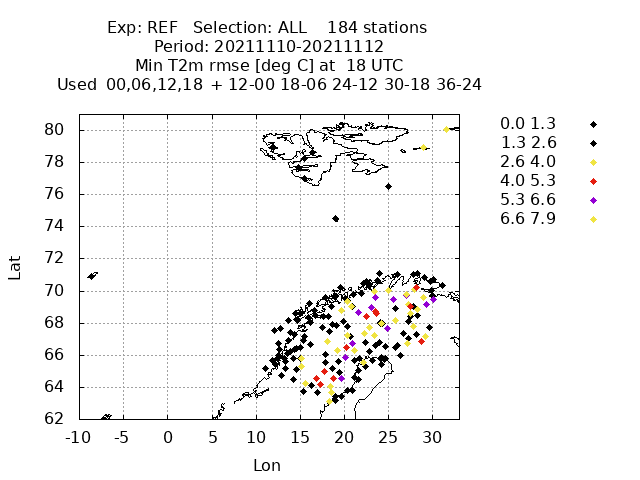 Exp: REF   Selection: ALL    184 stations
Period: 20211110-20211112
Min T2m rmse [deg C] at  18 UTC
Used  00,06,12,18  + 12-00 18-06 24-12 30-18 36-24
0.0 1.3
1.3 2.6
2.6 4.0
4.0 5.3
5.3 6.6
6.6 7.9
80
78
76
74
72
70
68
66
64
62
Lat
-10 -5 0 5 10 15 20 25 30
Lon